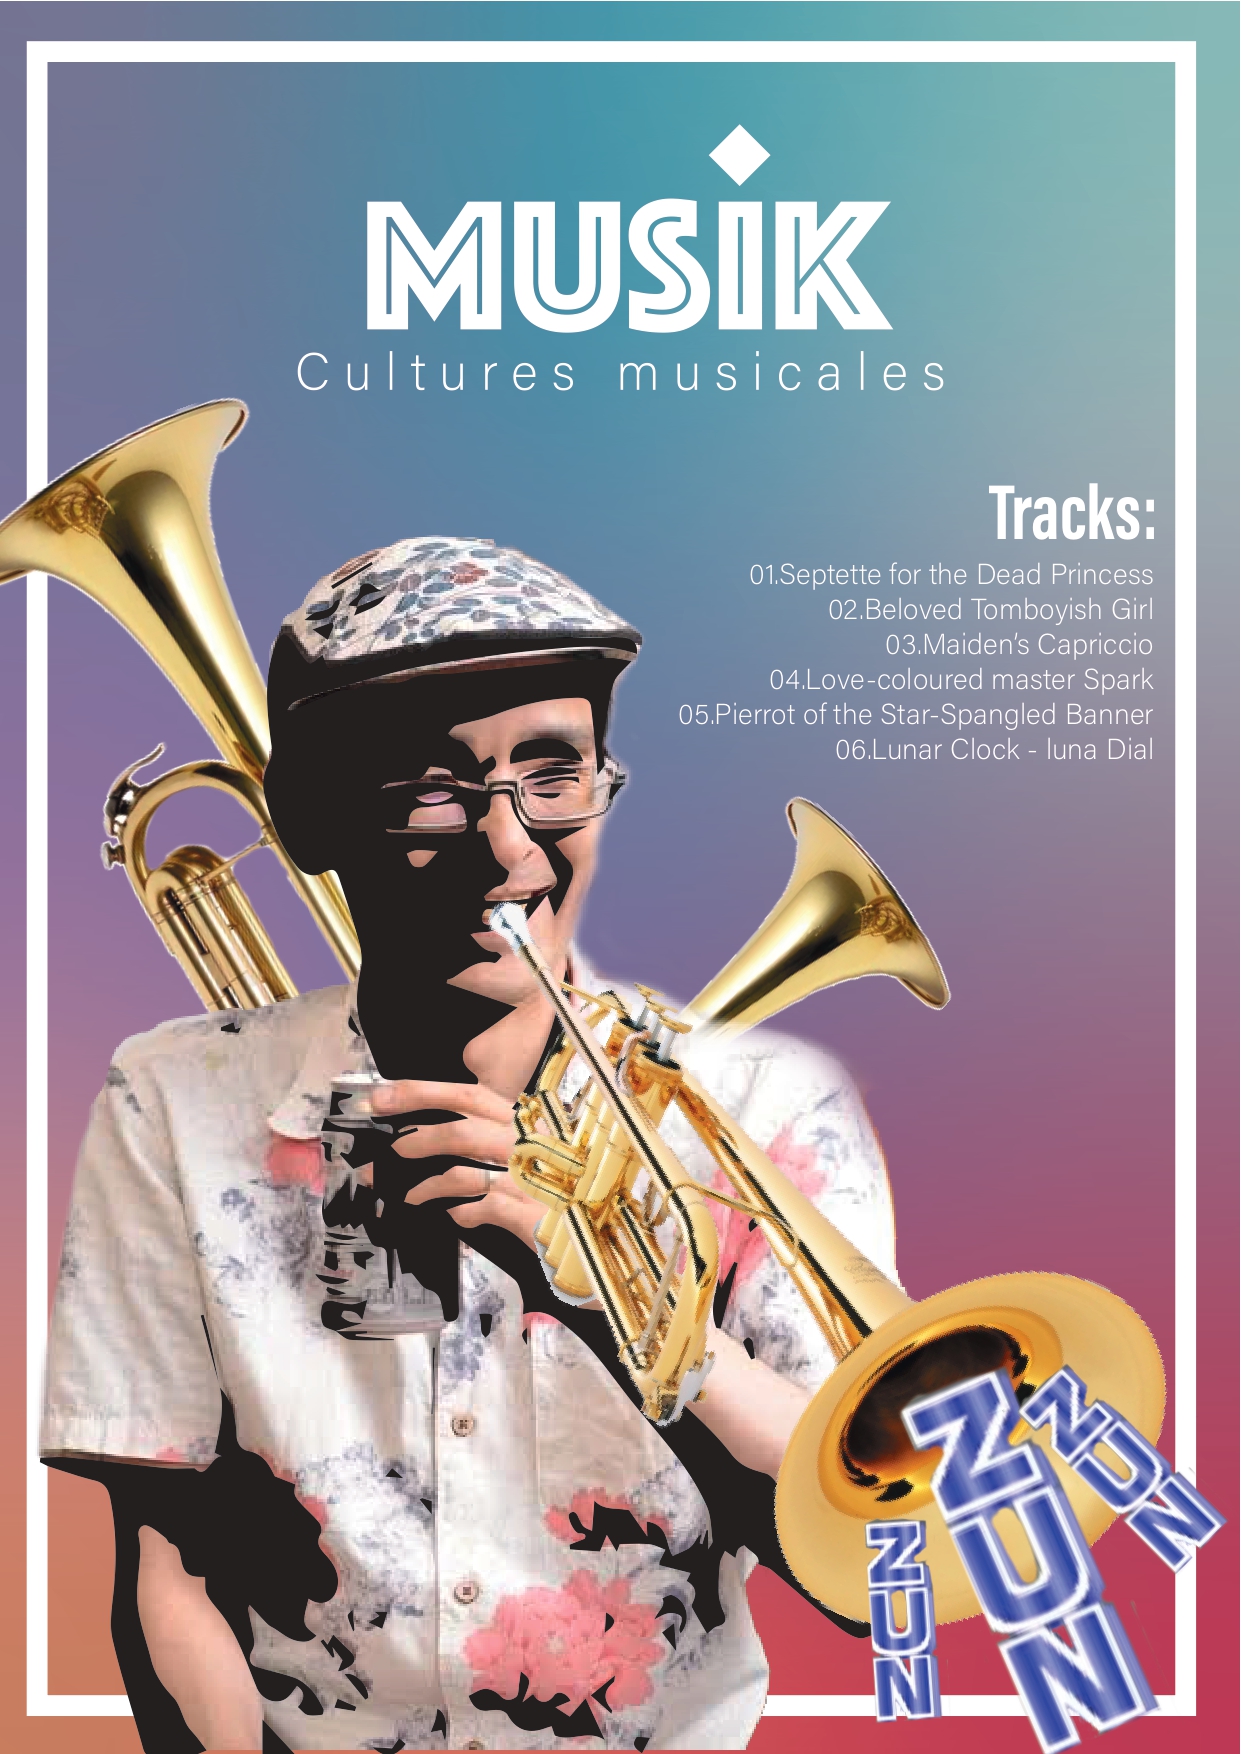 MUSiK
Cultures musicales
Tracks:
01.Septette for the Dead Princess
02.Beloved Tomboyish Girl
03.Maiden's Capriccio
04.Love-coloured master Spark
05.Pierrot of the Star-Spangled Banner
06.Lunar Clock - luna Dial
ZUN
ZUN
ZUN